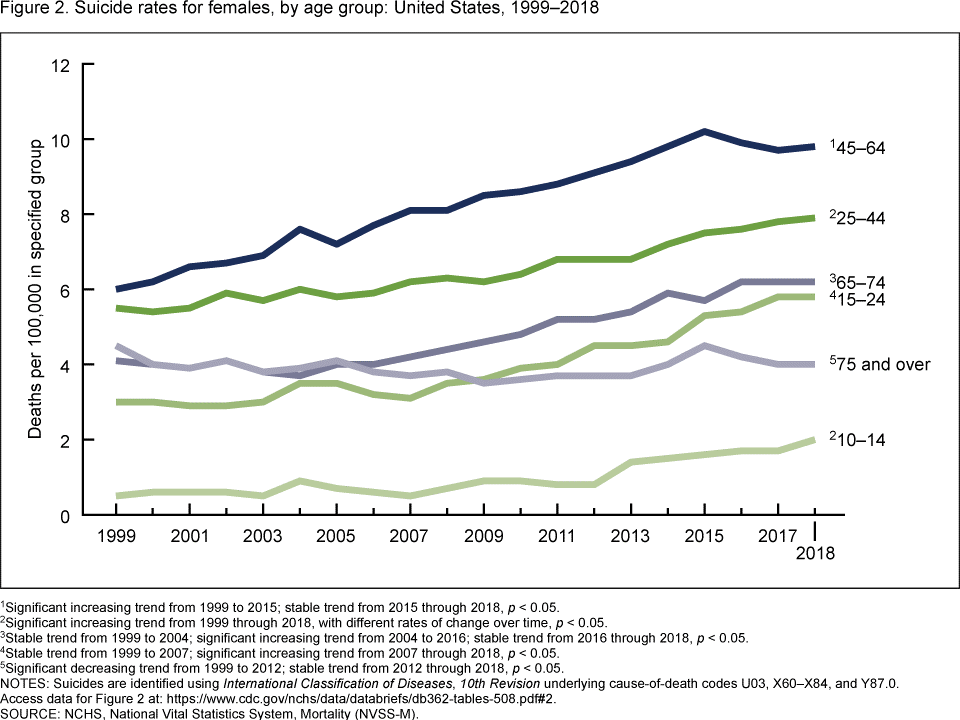 Figure 2. Suicide rates for females, by age group: United States, 1999–2018
Deaths per 100,000 in specified group
12
10
8
6
4
2
0
¹45–64
²25–44
³65–74
⁴15–24
⁵75 and over
²10–14
1999 2001 2003 2005 2007 2009 2011 2013 2015 2017
2018
¹Significant increasing trend from 1999 to 2015; stable trend from 2015 through 2018, p < 0.05.
²Significant increasing trend from 1999 through 2018, with different rates of change over time, p < 0.05.
³Stable trend from 1999 to 2004; significant increasing trend from 2004 to 2016; stable trend from 2016 through 2018, p < 0.05.
⁴Stable trend from 1999 to 2007; significant increasing trend from 2007 through 2018, p < 0.05.
⁵Significant decreasing trend from 1999 to 2012; stable trend from 2012 through 2018, p < 0.05.
NOTES: Suicides are identified using International Classification of Diseases, 10th Revision underlying cause-of-death codes U03, X60–X84, and Y87.0.
Access data for Figure 2 at: https://www.cdc.gov/nchs/data/databriefs/db362-tables-508.pdf#2.
SOURCE: NCHS, National Vital Statistics System, Mortality (NVSS-M).